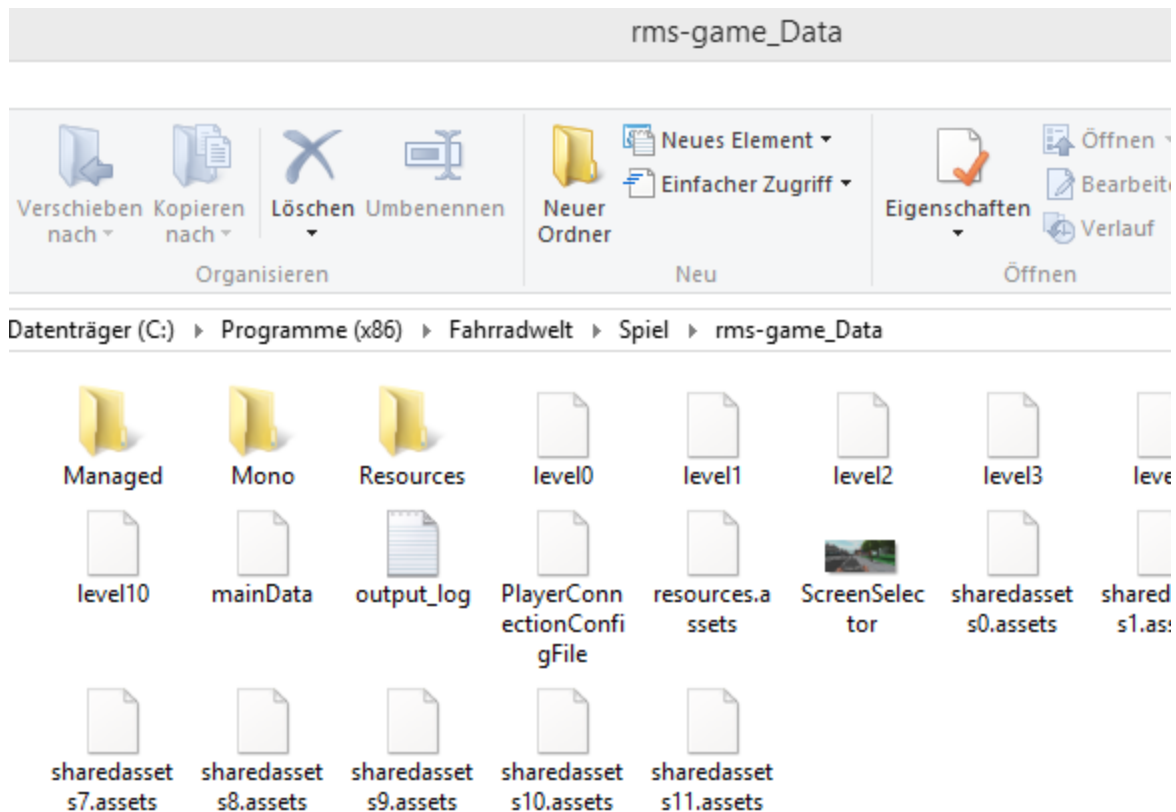 rms-game_Data
Neues Element
Öffnen
Einfacher Zugriff
Verschieben nach
Kopieren nach
Löschen
Umbenennen
Neuer Ordner
Eigenschaften
Verlauf
Organisieren
Neu
Öffnen
Datenträger (C:) Programme (x86) Fahrradwelt Spiel rms-game_Data
Managed Mono Resources level0 level1 level2 level3
level10 mainData output_log PlayerConn resources.a ScreenSelec sharedasset
ectionConfi ssets tor s0.assets
gFile
sharedasset sharedasset sharedasset sharedasset sharedasset
s7.assets s8.assets s9.assets s10.assets s11.assets